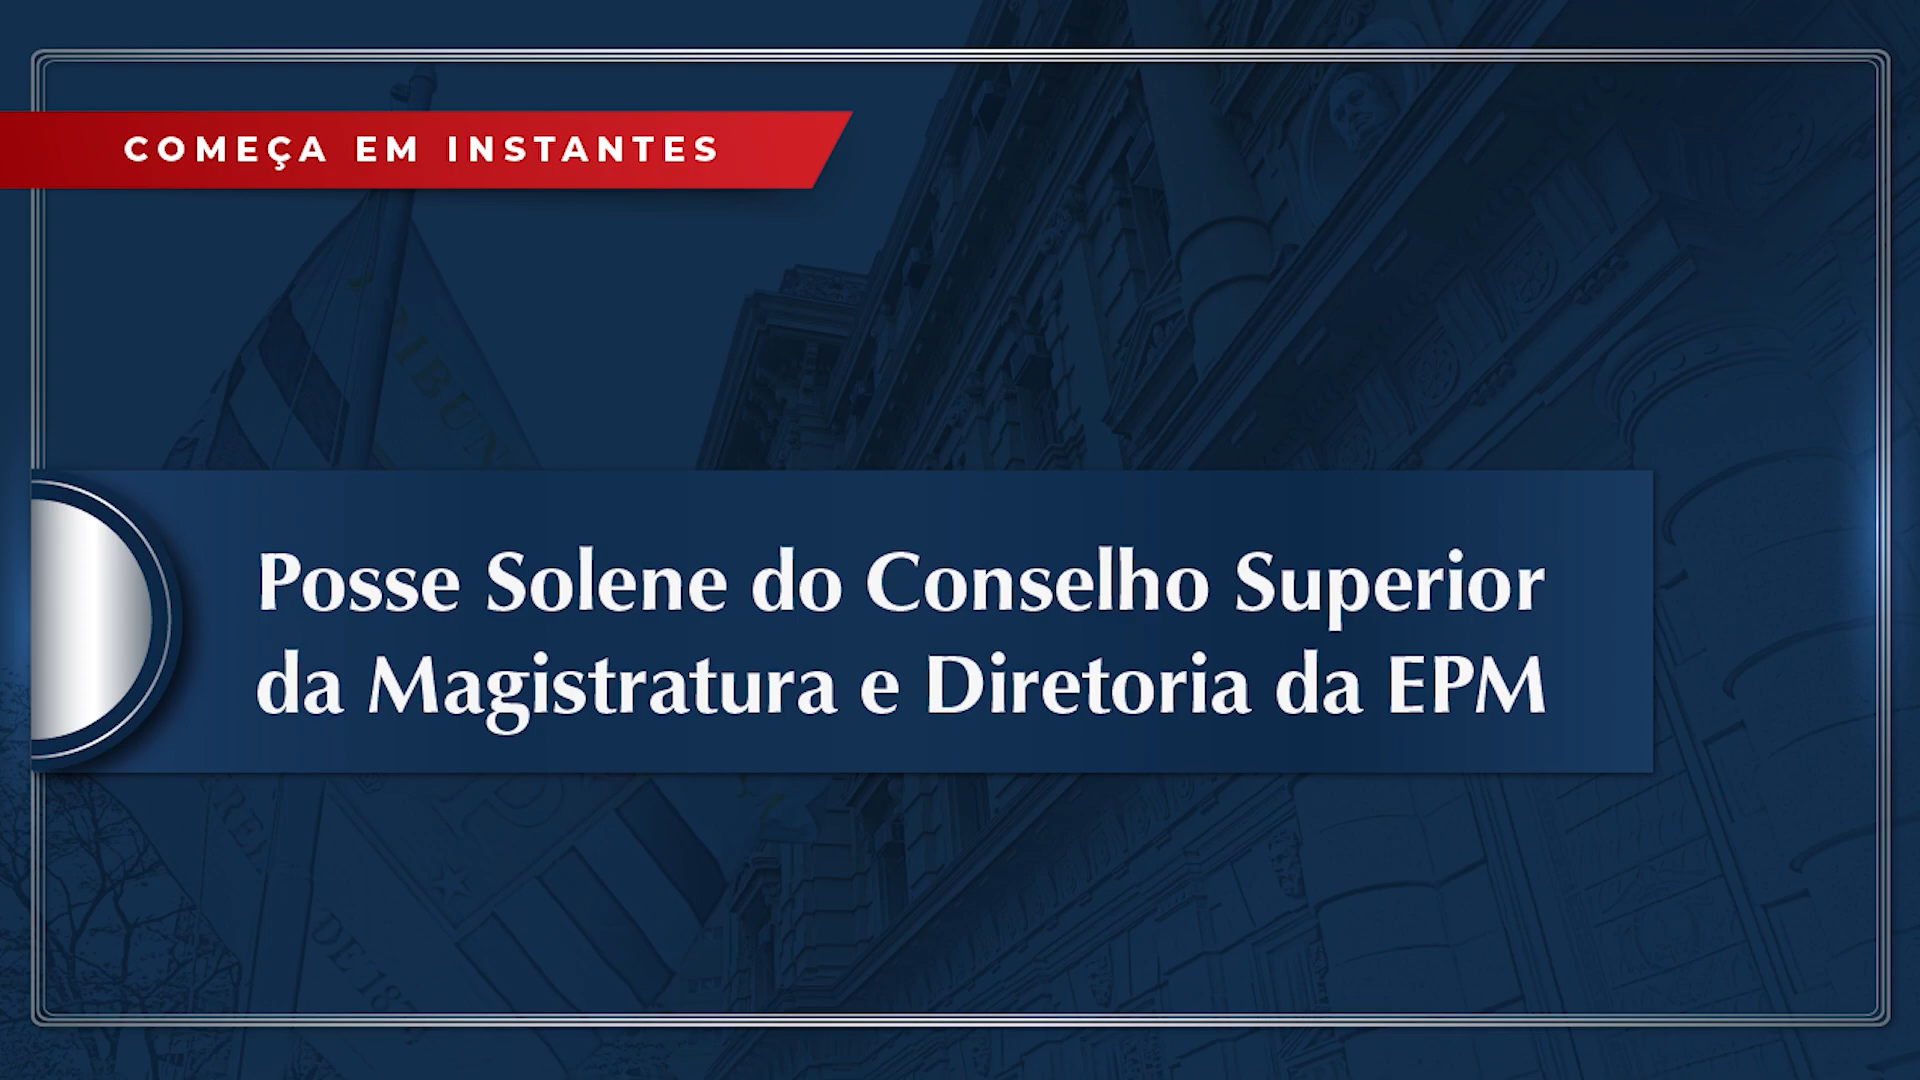 COMEÇA EM INSTANTES
Posse Solene do Conselho Superior
da Magistratura e Diretoria da EPM